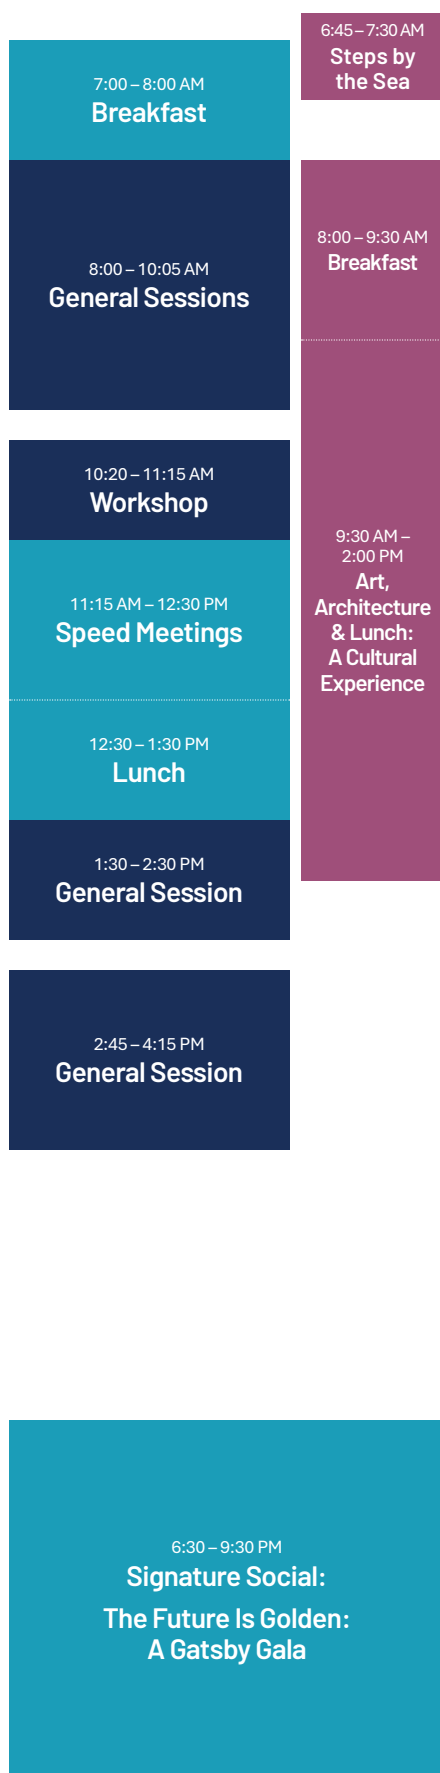 6:45 – 7:30 AM
Steps by
the Sea
7:00 – 8:00 AM
Breakfast
8:00 – 10:05 AM
General Sessions
8:00 – 9:30 AM
Breakfast
10:20 – 11:15 AM
Workshop
11:15 AM – 12:30 PM
Speed Meetings
9:30 AM –
2:00 PM
Art,
Architecture
& Lunch:
A Cultural
Experience
12:30 – 1:30 PM
Lunch
1:30 – 2:30 PM
General Session
2:45 – 4:15 PM
General Session
6:30 – 9:30 PM
Signature Social:
The Future Is Golden:
A Gatsby Gala